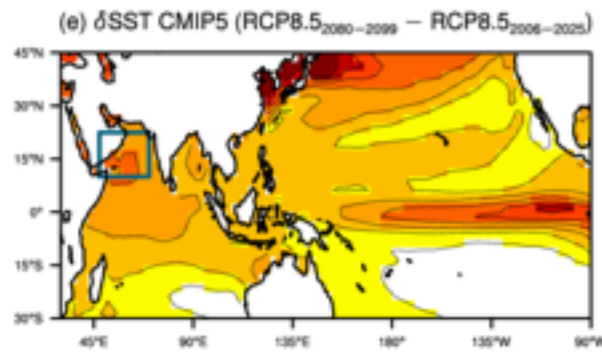 (e) δSST CMIP5 (RCP8.5₂₀₈₀₋₂₀₉₉ − RCP8.5₂₀₀₆₋₂₀₂₅)
45°N
30°N
15°N
0°
15°S
30°S
45°E 90°E 135°E 180° 135°W 90°W